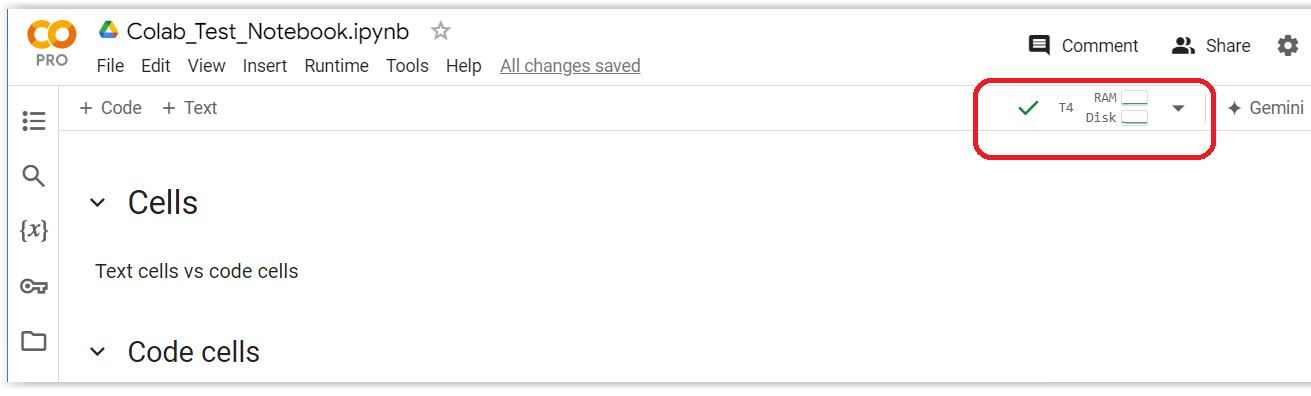 CO Colab_Test_Notebook.ipynb
PRO
Comment Share
File Edit View Insert Runtime Tools Help All changes saved
+ Code + Text
T4 RAM
Disk
Gemini
Cells
{x}
Text cells vs code cells
Code cells